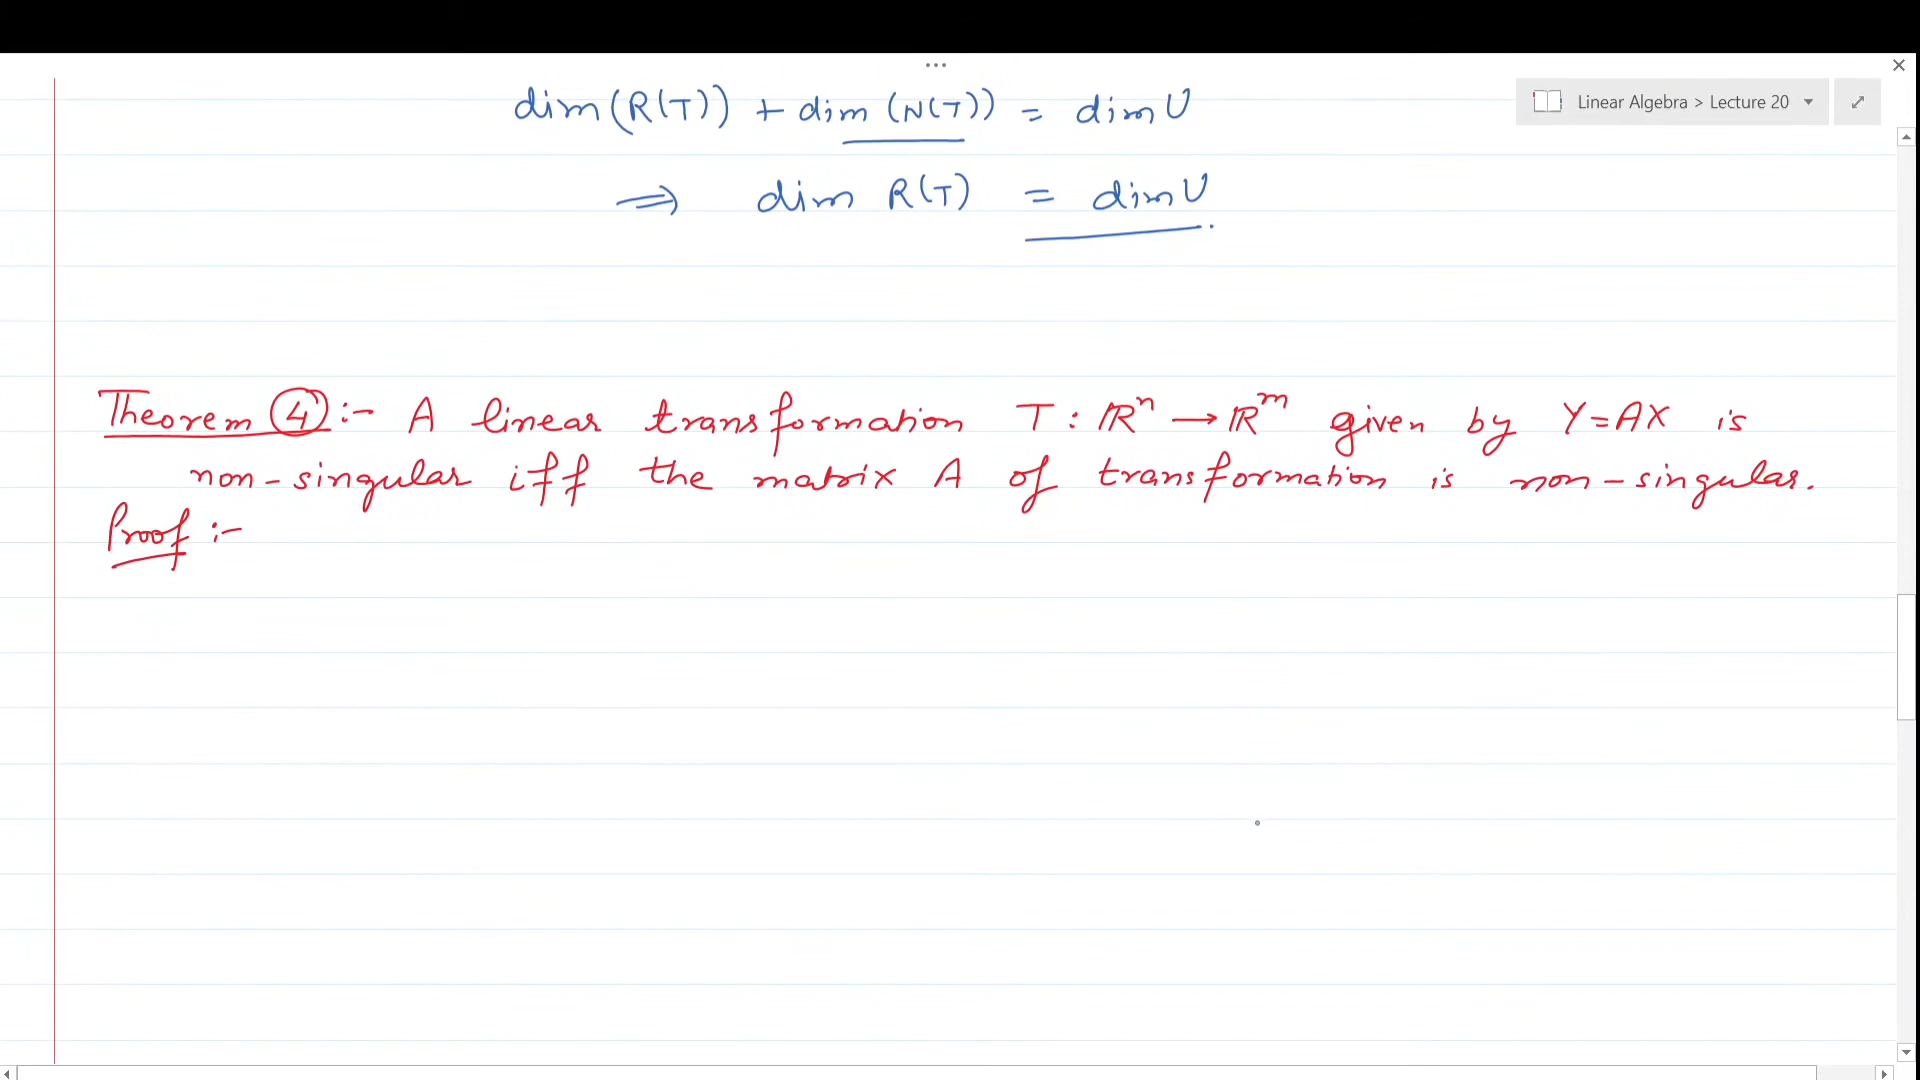 dim(R(T)) + dim (N(T)) = dim U
Linear Algebra > Lecture 20
⟹ dim R(T) = dim U.
Theorem (4) :- A linear transformation T : ℝⁿ → ℝᵐ given by Y=AX is
non-singular iff the matrix A of transformation is non-singular.
Proof :-